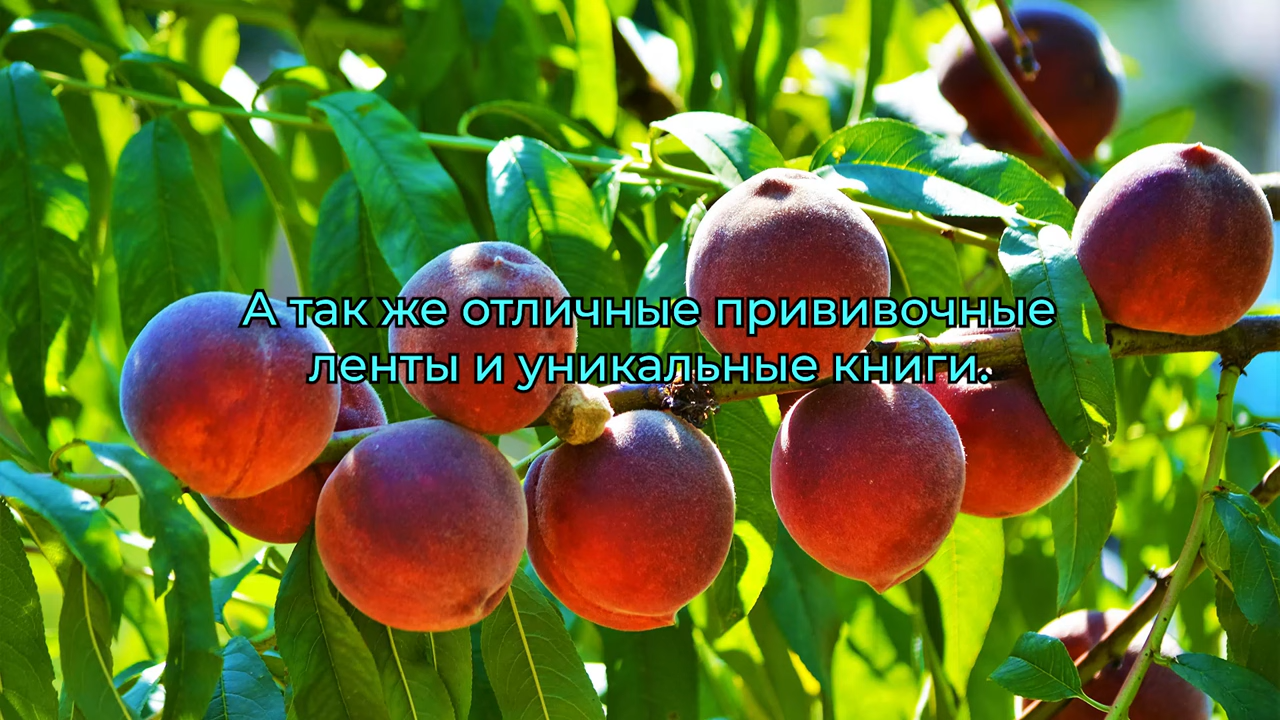 А так же отличные прививочные
ленты и уникальные книги.